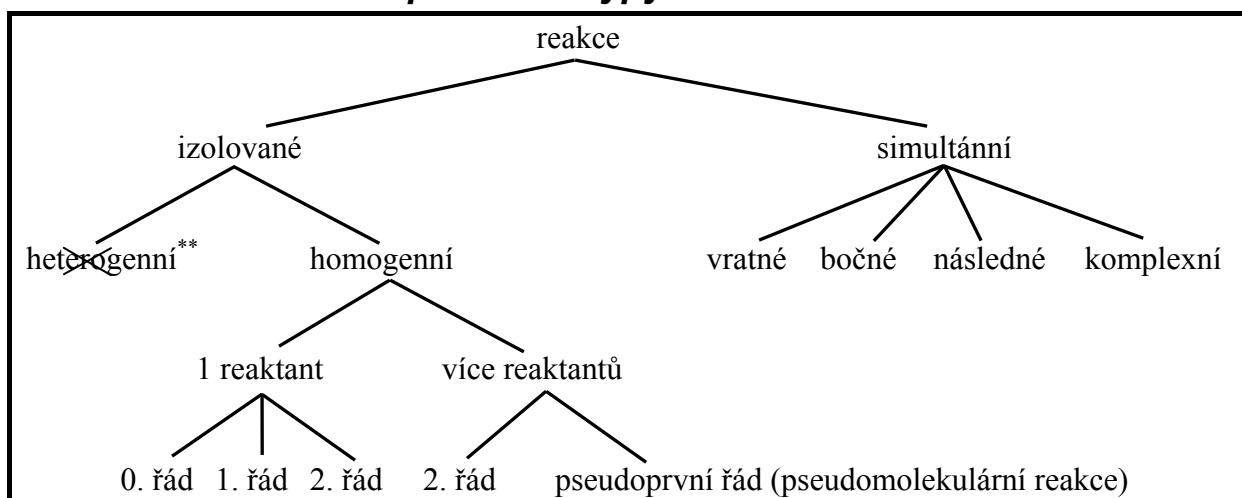 reakce
izolované simultánní
heterogenní** homogenní vratné bočné následné komplexní
1 reaktant více reaktantů
0. řád 1. řád 2. řád 2. řád pseudoprvní řád (pseudomolekulární reakce)